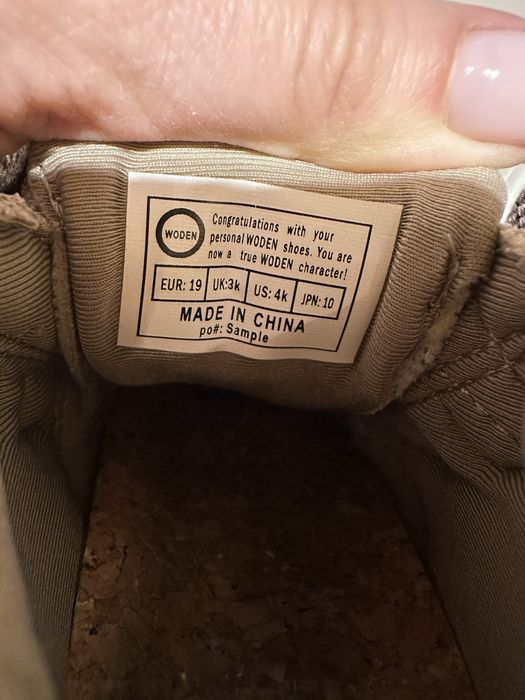 WODEN
Congratulations with your
personal WODEN shoes. You are
now a true WODEN character!
EUR: 19 UK:3k US: 4k JPN: 10
MADE IN CHINA
po#: Sample